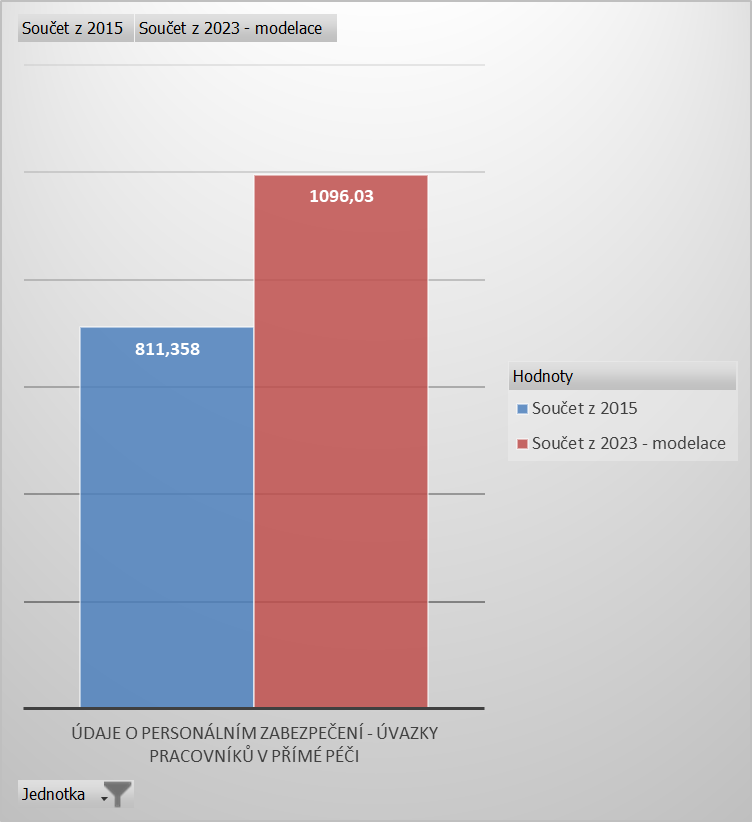 Součet z 2015 Součet z 2023 - modelace
1096,03
811,358
Hodnoty
Součet z 2015
Součet z 2023 - modelace
ÚDAJE O PERSONÁLNÍM ZABEZPEČENÍ - ÚVAZKY
PRACOVNÍKŮ V PŘÍMÉ PÉČI
Jednotka